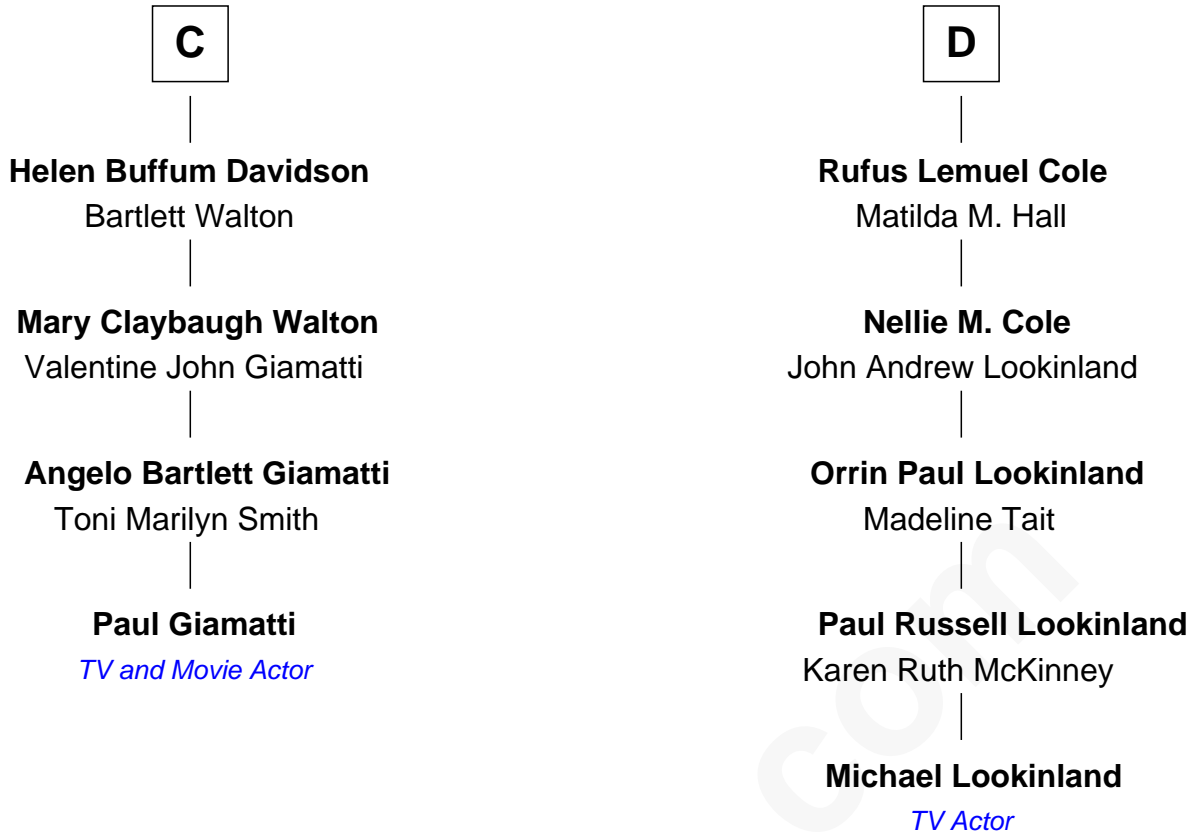 C
Helen Buffum Davidson
Bartlett Walton
Mary Claybaugh Walton
Valentine John Giamatti
Angelo Bartlett Giamatti
Toni Marilyn Smith
Paul Giamatti
TV and Movie Actor
D
Rufus Lemuel Cole
Matilda M. Hall
Nellie M. Cole
John Andrew Lookinland
Orrin Paul Lookinland
Madeline Tait
Paul Russell Lookinland
Karen Ruth McKinney
Michael Lookinland
TV Actor
com